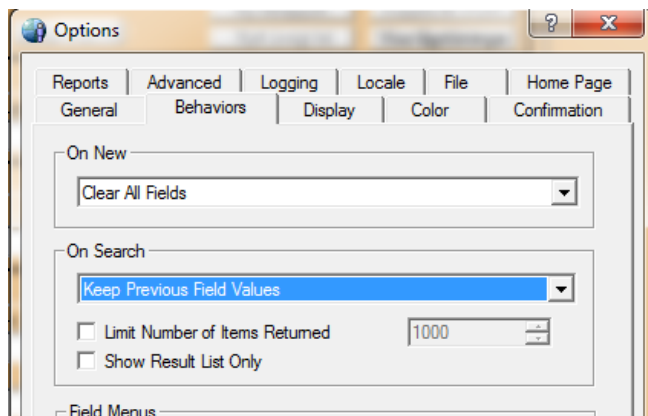 Options
Reports Advanced Logging Locale File Home Page
General Behaviors Display Color Confirmation
On New
Clear All Fields
On Search
Keep Previous Field Values
Limit Number of Items Returned 1000
Show Result List Only
Field Menus